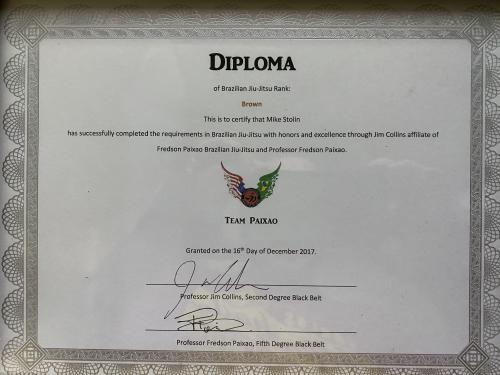 DIPLOMA
of Brazilian Jiu-Jitsu Rank:
Brown
This is to certify that Mike Stolin
has successfully completed the requirements in Brazilian Jiu-Jitsu with honors and excellence through Jim Collins affiliate of
Fredson Paixao Brazilian Jiu-Jitsu and Professor Fredson Paixao.
TEAM PAIXAO
Granted on the 16th Day of December 2017.
Professor Jim Collins, Second Degree Black Belt
Professor Fredson Paixao, Fifth Degree Black Belt